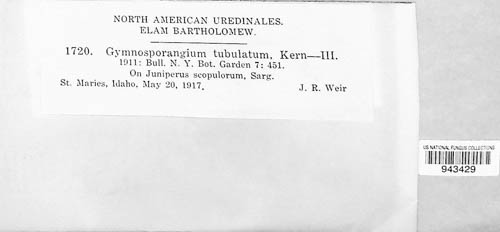 NORTH AMERICAN UREDINALES.
ELAM BARTHOLOMEW.
1720. Gymnosporangium tubulatum, Kern—III.
1911: Bull. N. Y. Bot. Garden 7: 451.
On Juniperus scopulorum, Sarg.
St. Maries, Idaho, May 20, 1917. J. R. Weir
US NATIONAL FUNGUS COLLECTIONS
943429